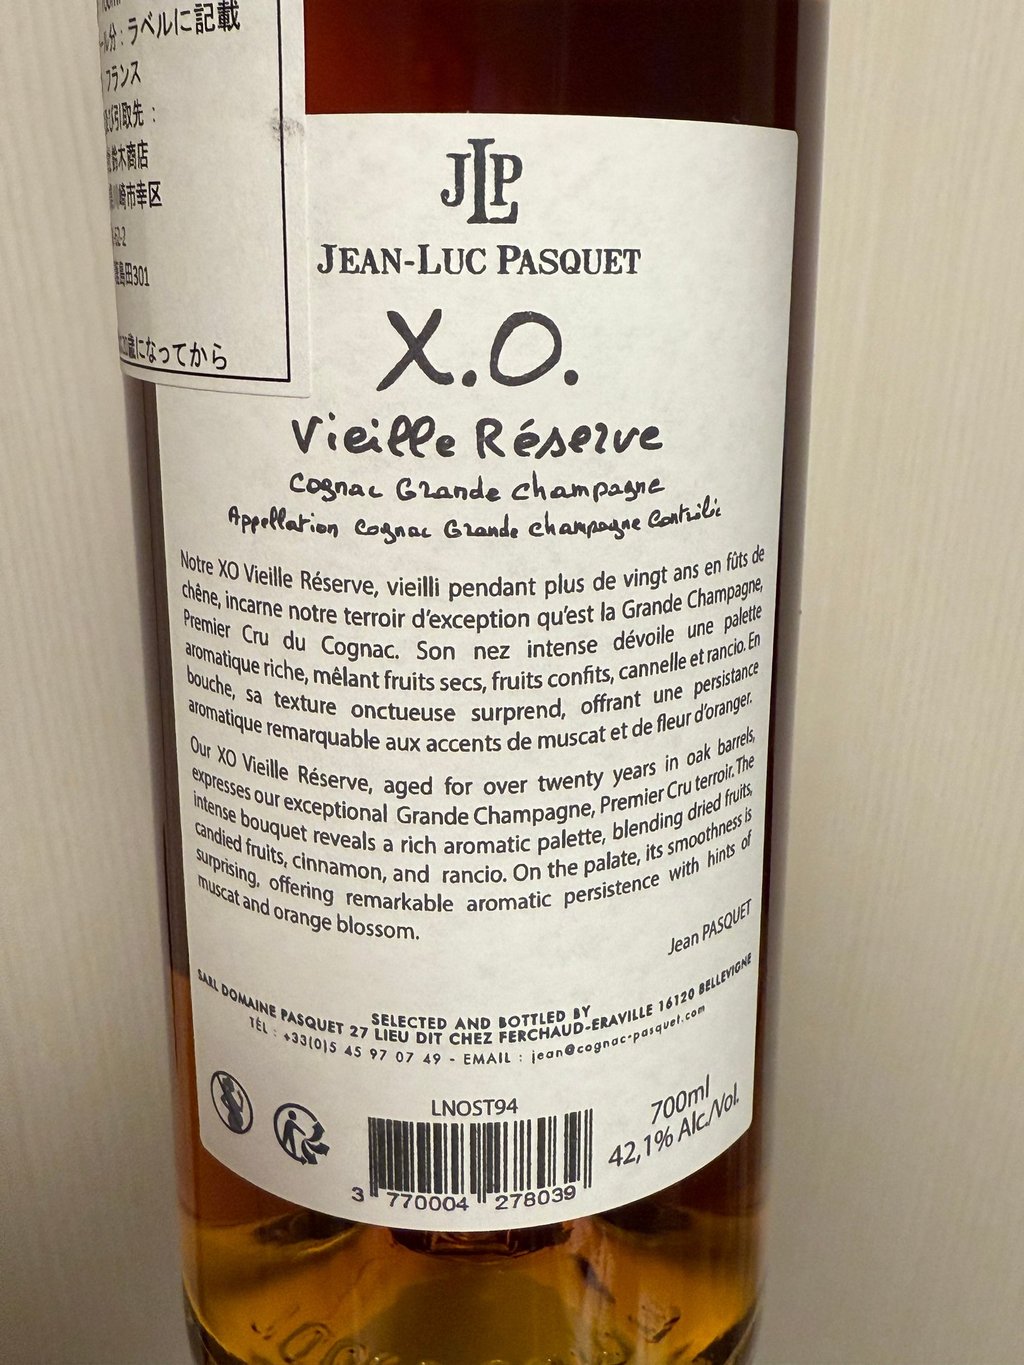 ラベルに記載
フランス
引取先：
鈴木商店
川崎市幸区
鹿島田301
歳になってから
JLP
JEAN-LUC PASQUET
X.O.
Vieille Réserve
Cognac Grande Champagne
Appellation Cognac Grande Champagne Contrôlée
Notre XO Vieille Réserve, vieilli pendant plus de vingt ans en fûts de
chêne, incarne notre terroir d'exception qu'est la Grande Champagne,
Premier Cru du Cognac. Son nez intense dévoile une palette
aromatique riche, mêlant fruits secs, fruits confits, cannelle et rancio. En
bouche, sa texture onctueuse surprend, offrant une persistance
aromatique remarquable aux accents de muscat et de fleur d'oranger.
Our XO Vieille Réserve, aged for over twenty years in oak barrels,
expresses our exceptional Grande Champagne, Premier Cru terroir. The
intense bouquet reveals a rich aromatic palette, blending dried fruits,
candied fruits, cinnamon, and rancio. On the palate, its smoothness is
surprising, offering remarkable aromatic persistence with hints of
muscat and orange blossom.
Jean PASQUET
SELECTED AND BOTTLED BY
SARL DOMAINE PASQUET 27 LIEU DIT CHEZ FERCHAUD-ERAVILLE 16120 BELLEVIGNE
TÉL : +33(0)5 45 97 07 49 - EMAIL : jean@cognac-pasquet.com
LNOST94
700ml
42,1% Alc./Vol.
3 770004 278039